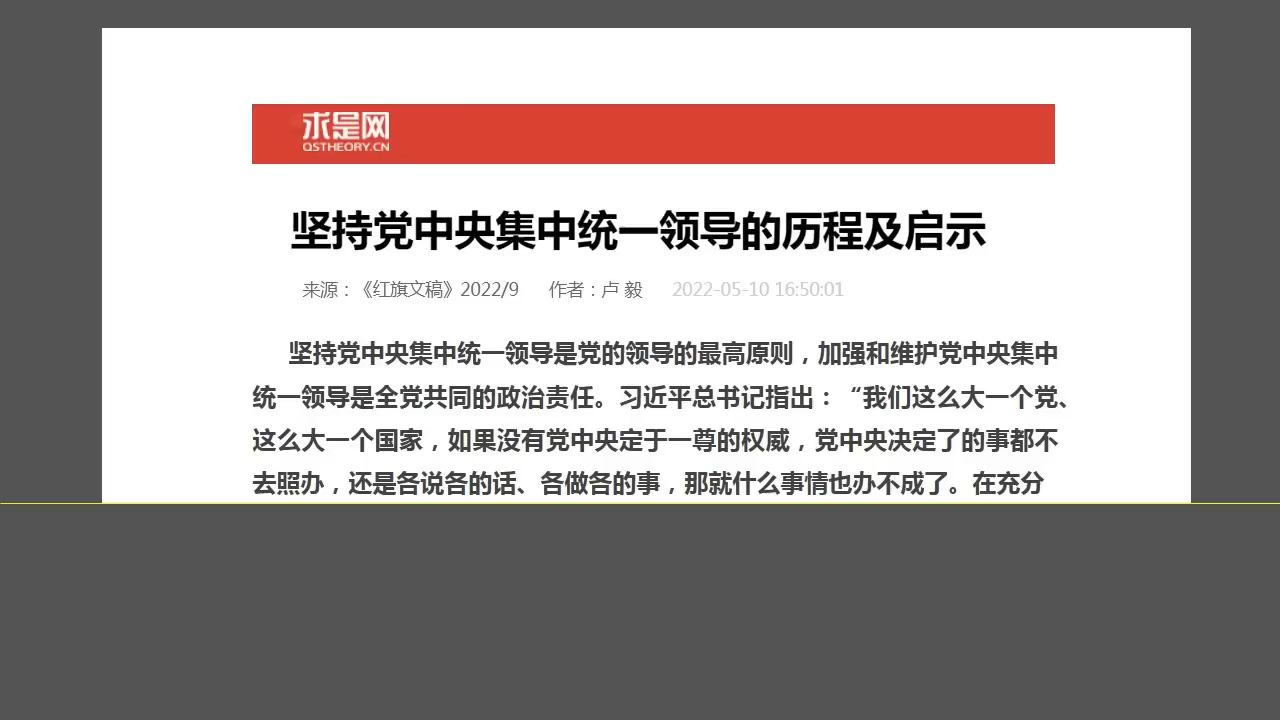 求是网
QSTHEORY.CN
坚持党中央集中统一领导的历程及启示
来源：《红旗文稿》2022/9 作者：卢 毅 2022-05-10 16:50:01
坚持党中央集中统一领导是党的领导的最高原则，加强和维护党中央集中
统一领导是全党共同的政治责任。习近平总书记指出：“我们这么大一个党、
这么大一个国家，如果没有党中央定于一尊的权威，党中央决定了的事都不
去照办，还是各说各的话、各做各的事，那就什么事情也办不成了。在充分